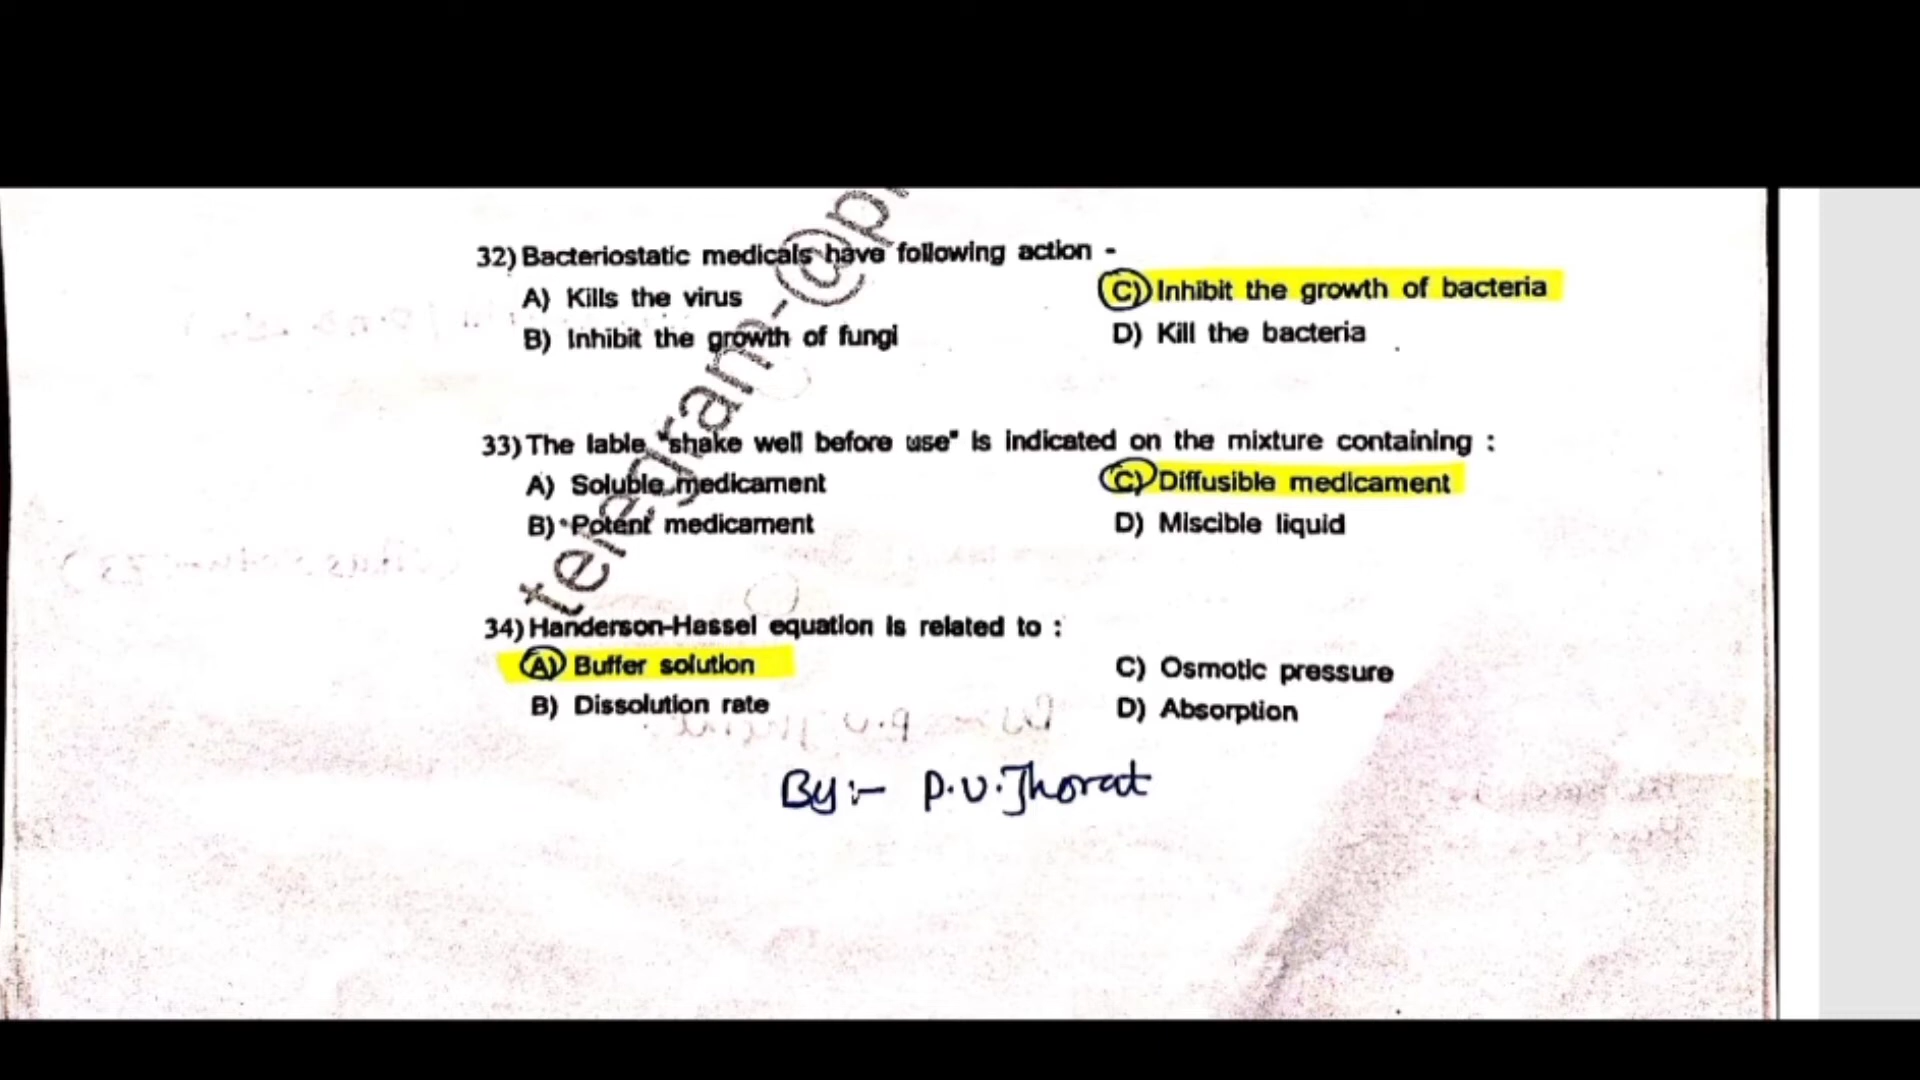 32) Bacteriostatic medicals have following action -
A) Kills the virus
C) Inhibit the growth of bacteria
B) Inhibit the growth of fungi
D) Kill the bacteria
33) The lable "shake well before use" is indicated on the mixture containing :
A) Soluble medicament
C) Diffusible medicament
B) Potent medicament
D) Miscible liquid
34) Handerson-Hassel equation is related to :
A) Buffer solution
C) Osmotic pressure
B) Dissolution rate
D) Absorption
By:- P.V.Thorat
telegram-@p